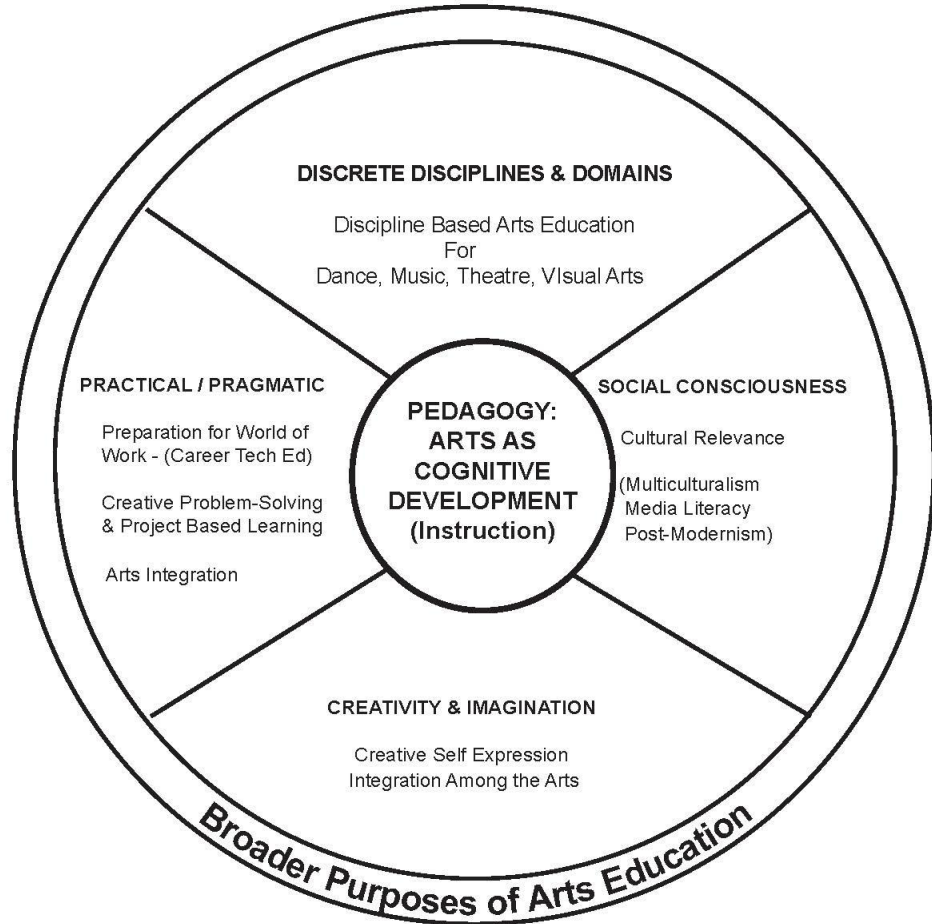 DISCRETE DISCIPLINES & DOMAINS
Discipline Based Arts Education
For
Dance, Music, Theatre, VIsual Arts
PRACTICAL / PRAGMATIC
Preparation for World of
Work - (Career Tech Ed)
Creative Problem-Solving
& Project Based Learning
Arts Integration
PEDAGOGY:
ARTS AS
COGNITIVE
DEVELOPMENT
(Instruction)
SOCIAL CONSCIOUSNESS
Cultural Relevance
(Multiculturalism
Media Literacy
Post-Modernism)
CREATIVITY & IMAGINATION
Creative Self Expression
Integration Among the Arts
Broader Purposes of Arts Education